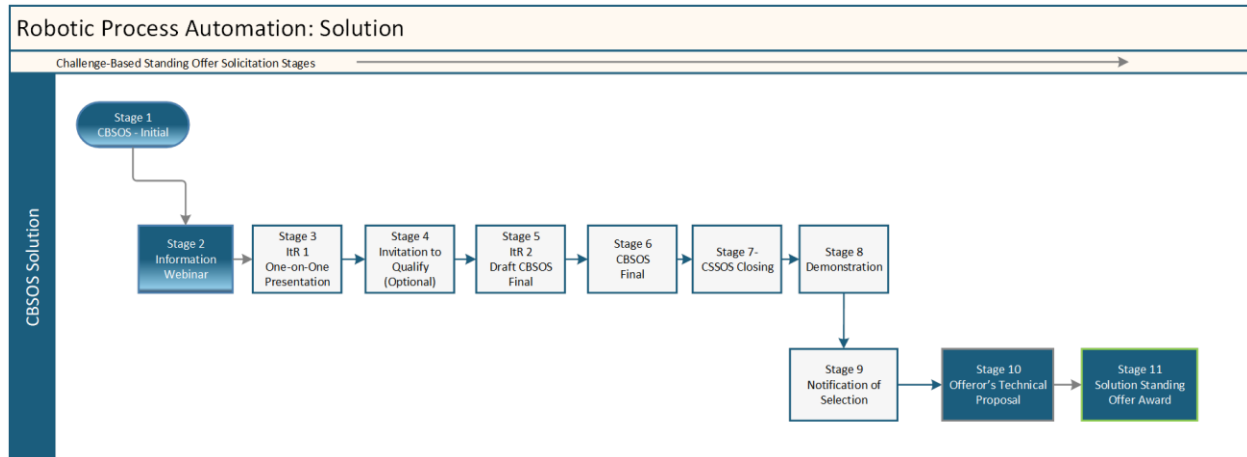 Robotic Process Automation: Solution
Challenge-Based Standing Offer Solicitation Stages
CBSOS Solution
Stage 1
CBSOS - Initial
Stage 2
Information
Webinar
Stage 3
ItR 1
One-on-One
Presentation
Stage 4
Invitation to
Qualify
(Optional)
Stage 5
ItR 2
Draft CBSOS
Final
Stage 6
CBSOS
Final
Stage 7-
CSSOS Closing
Stage 8
Demonstration
Stage 9
Notification of
Selection
Stage 10
Offeror's Technical
Proposal
Stage 11
Solution Standing
Offer Award